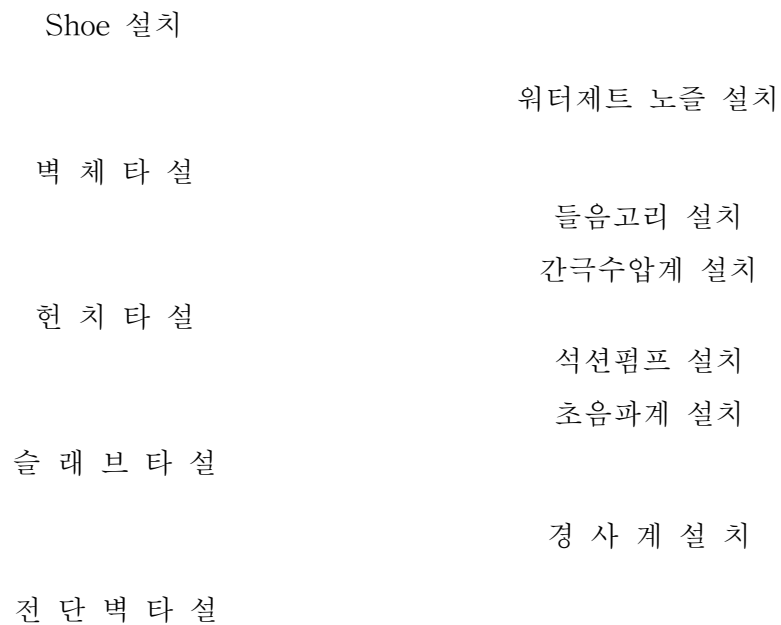 Shoe 설치
워터제트 노즐 설치
벽 체 타 설
들음고리 설치
간극수압계 설치
헌 치 타 설
석션펌프 설치
초음파계 설치
슬 래 브 타 설
경 사 계 설 치
전 단 벽 타 설